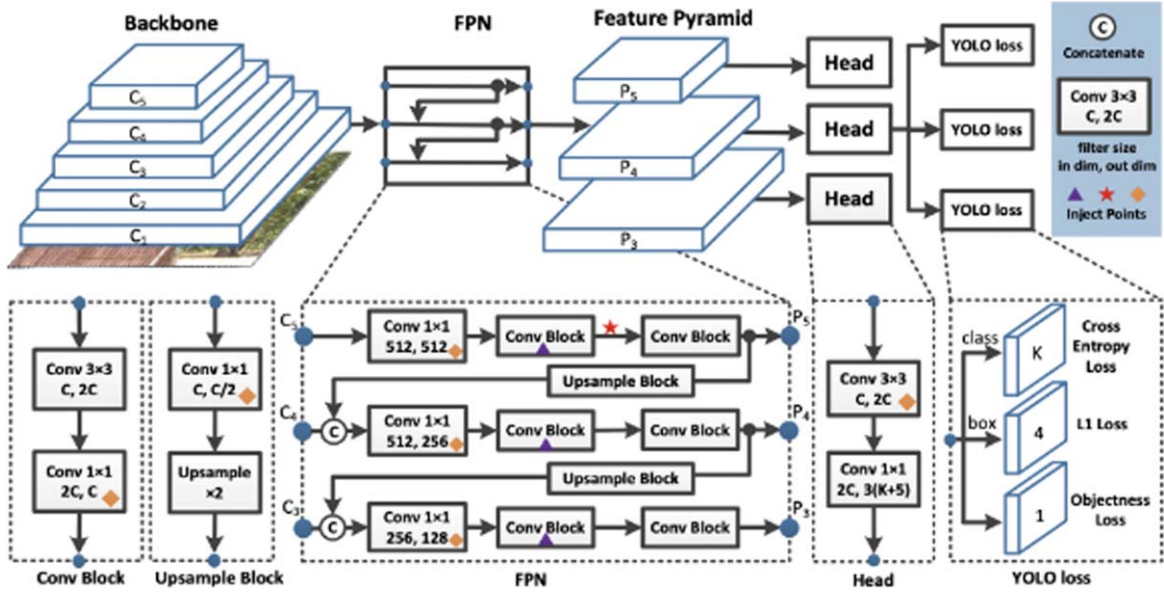 Backbone
FPN
Feature Pyramid
C5
C4
C3
C2
C1
P5
P4
P3
Head
Head
Head
YOLO loss
YOLO loss
YOLO loss
C
Concatenate
Conv 3×3
C, 2C
filter size
in dim, out dim
Inject Points
Conv 3×3
C, 2C
Conv 1×1
2C, C
Conv Block
Conv 1×1
C, C/2
Upsample
×2
Upsample Block
C5
Conv 1×1
512, 512
Conv Block
Conv Block
P5
Upsample Block
C4
C
Conv 1×1
512, 256
Conv Block
Conv Block
P4
Upsample Block
C3
C
Conv 1×1
256, 128
Conv Block
Conv Block
P3
FPN
Conv 3×3
C, 2C
Conv 1×1
2C, 3(K+5)
Head
class
K
Cross
Entropy
Loss
box
4
L1 Loss
1
Objectness
Loss
YOLO loss